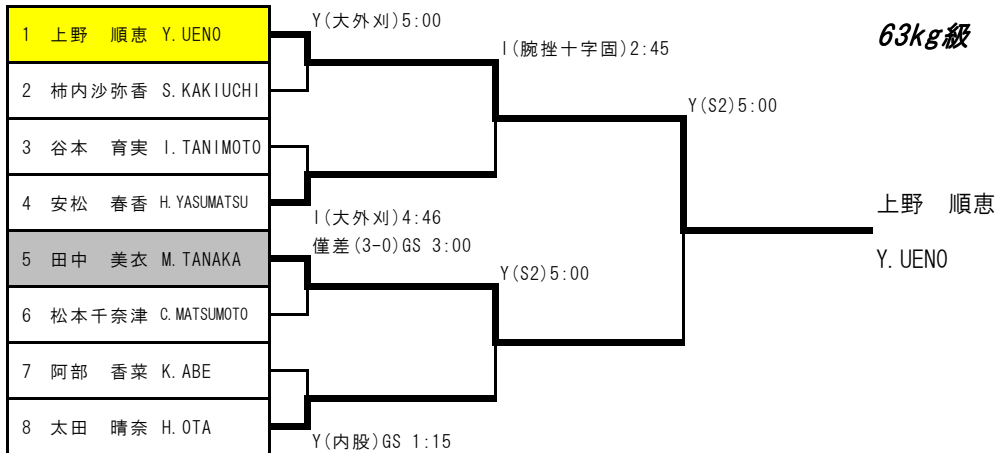 63kg級
1 上野 順恵 Y.UENO
2 柿内沙弥香 S.KAKIUCHI
3 谷本 育実 I.TANIMOTO
4 安松 春香 H.YASUMATSU
5 田中 美衣 M.TANAKA
6 松本千奈津 C.MATSUMOTO
7 阿部 香菜 K.ABE
8 太田 晴奈 H.OTA
Y(大外刈)5:00
I(大外刈)4:46
僅差(3-0)GS 3:00
Y(内股)GS 1:15
I(腕挫十字固)2:45
Y(S2)5:00
Y(S2)5:00
上野 順恵
Y.UENO